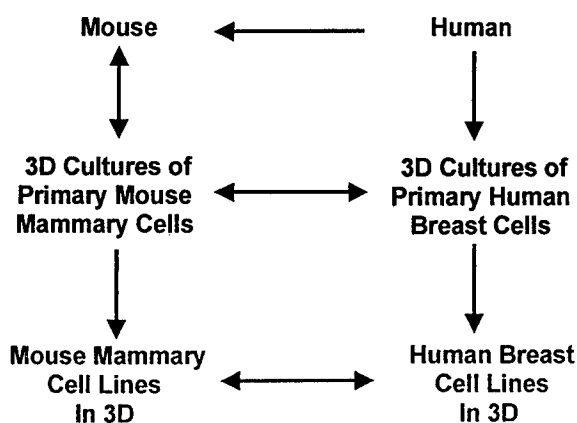 Mouse
Human
3D Cultures of
Primary Mouse
Mammary Cells
3D Cultures of
Primary Human
Breast Cells
Mouse Mammary
Cell Lines
In 3D
Human Breast
Cell Lines
In 3D